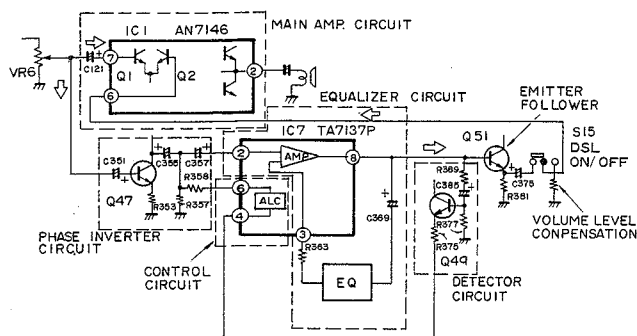 MAIN AMP. CIRCUIT
IC1 AN7146
VR6
C121
7
Q1
Q2
2
6
EQUALIZER CIRCUIT
EMITTER
FOLLOWER
IC7 TA7137P
Q51
S15
DSL
ON/OFF
C351
C355
C357
2
AMP.
8
R369
C385
C375
R381
Q47
R353
R358
R357
6
ALC
4
3
C369
R377
R375
VOLUME LEVEL
CONPENSATION
PHASE INVERTER
CIRCUIT
CONTROL
CIRCUIT
R363
EQ
Q49
DETECTOR
CIRCUIT